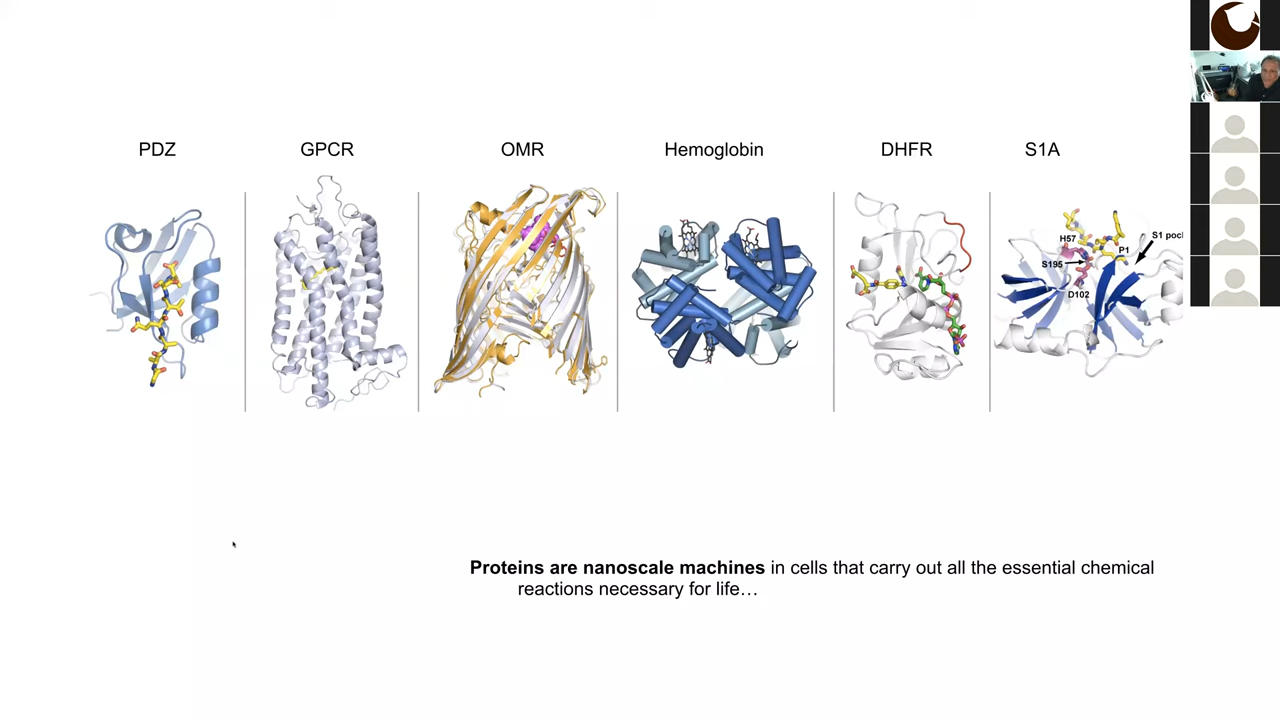 PDZ GPCR OMR Hemoglobin DHFR S1A
H57
P1
S1
S195
D102
Proteins are nanoscale machines in cells that carry out all the essential chemical
reactions necessary for life…